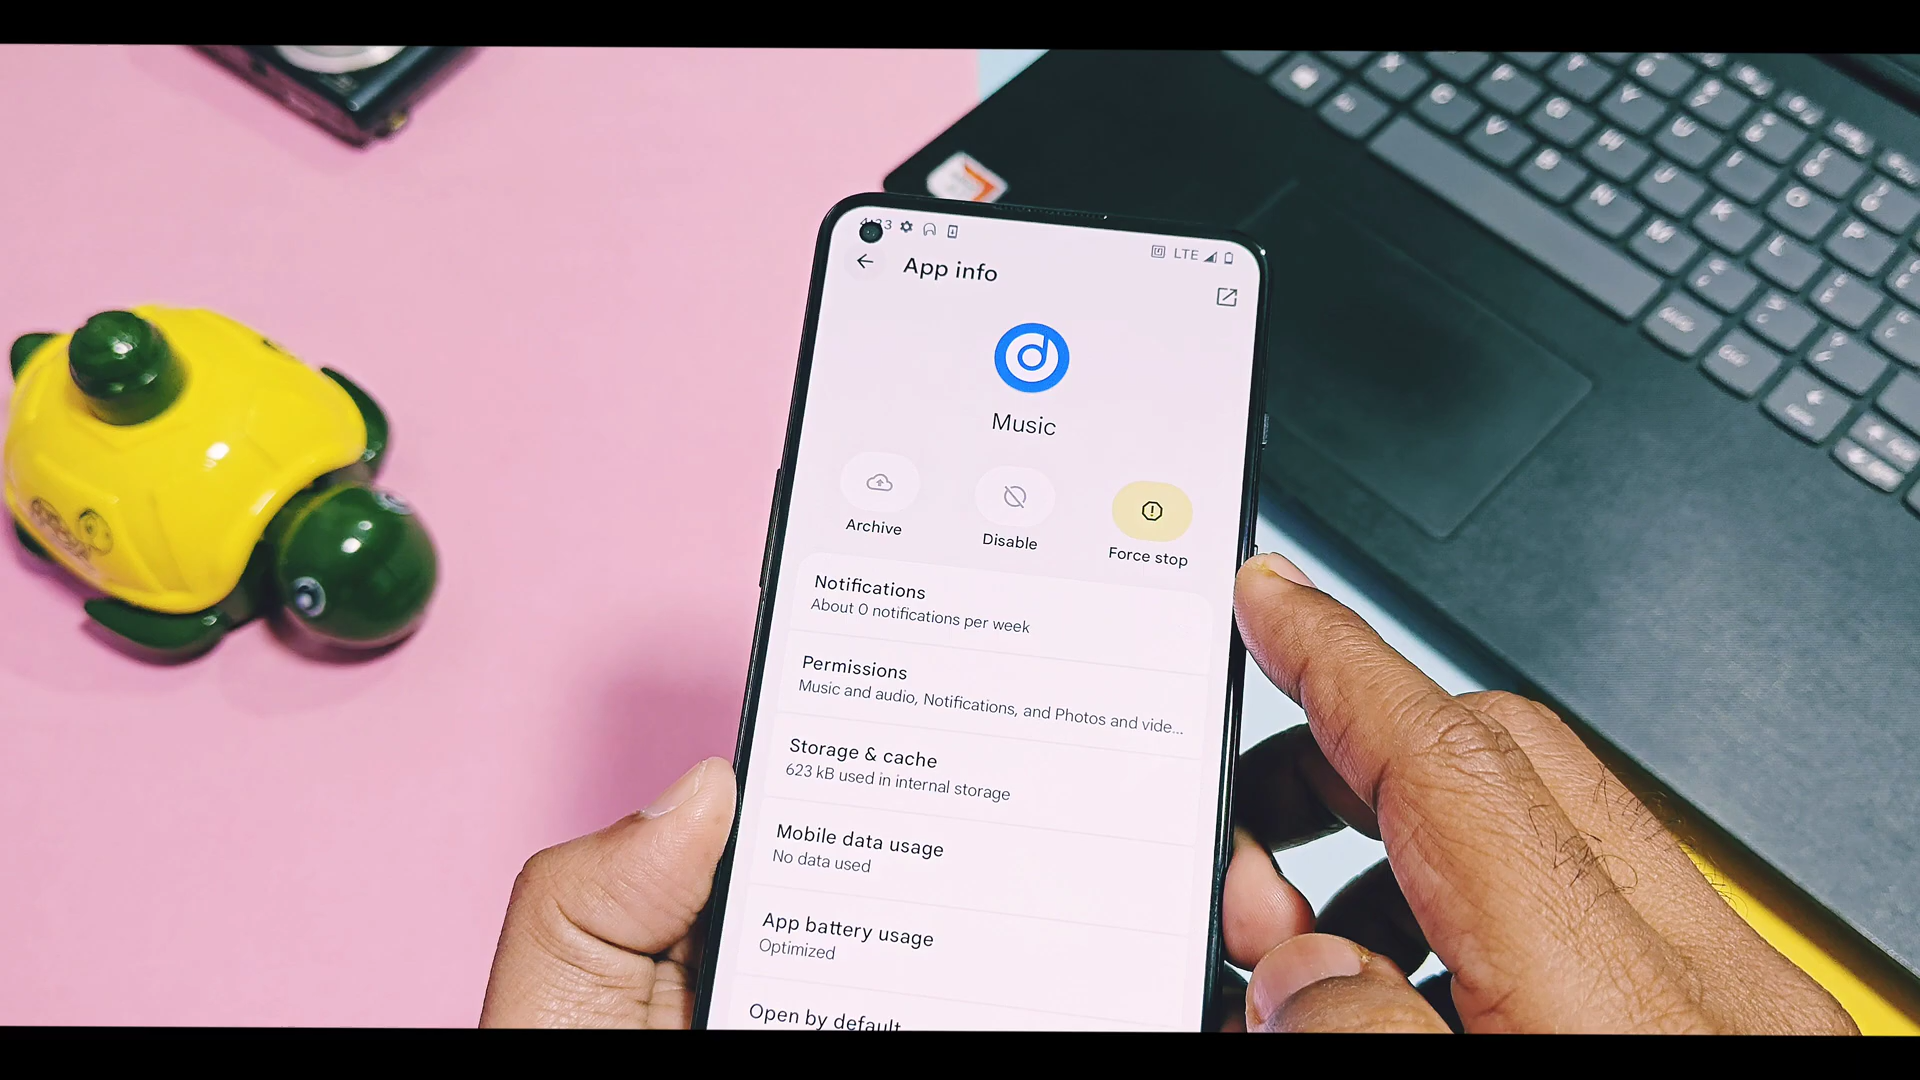 LTE
App info
Music
Archive
Disable
Force stop
Notifications
About 0 notifications per week
Permissions
Music and audio, Notifications, and Photos and vide...
Storage & cache
623 kB used in internal storage
Mobile data usage
No data used
App battery usage
Optimized
Open by default